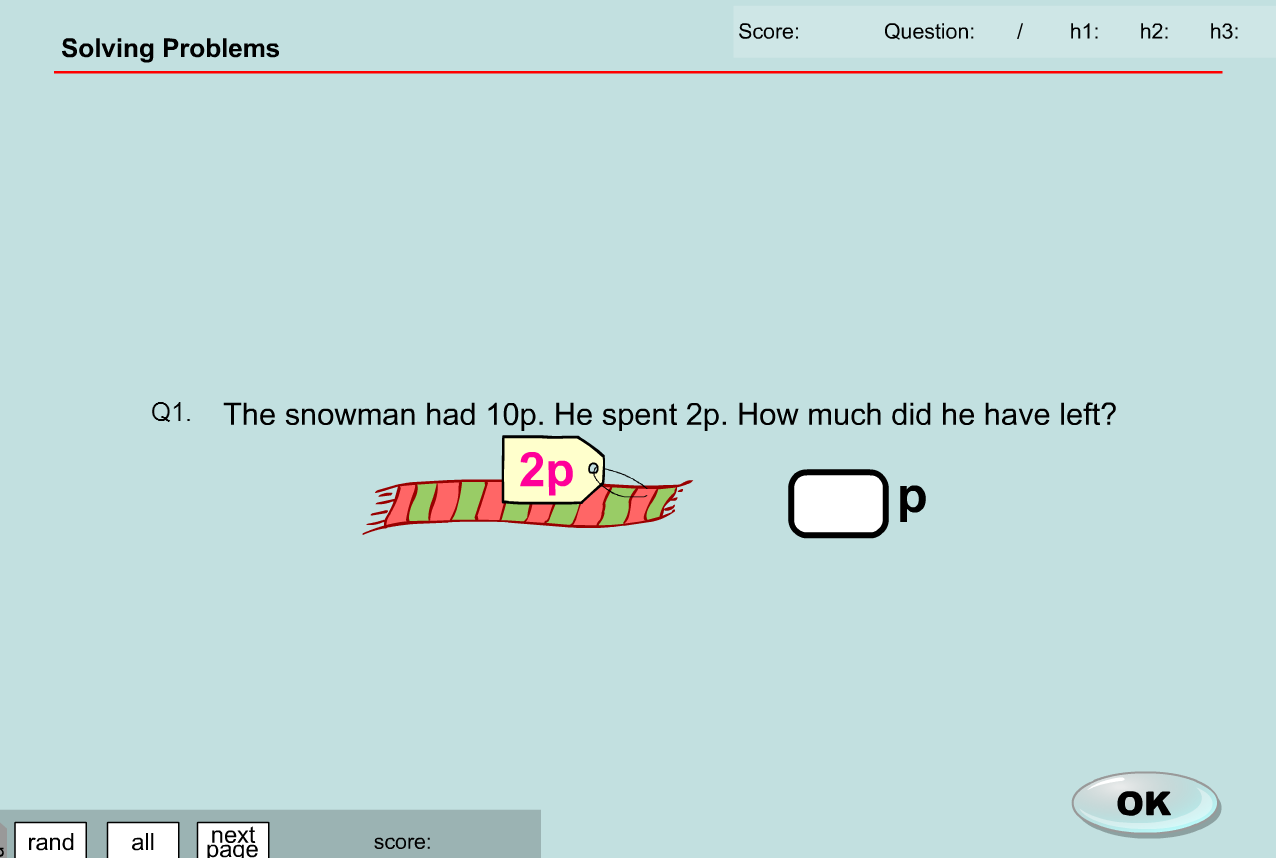 Score: Question: / h1: h2: h3:
Solving Problems
Q1. The snowman had 10p. He spent 2p. How much did he have left?
2p
p
OK
rand all next page score: